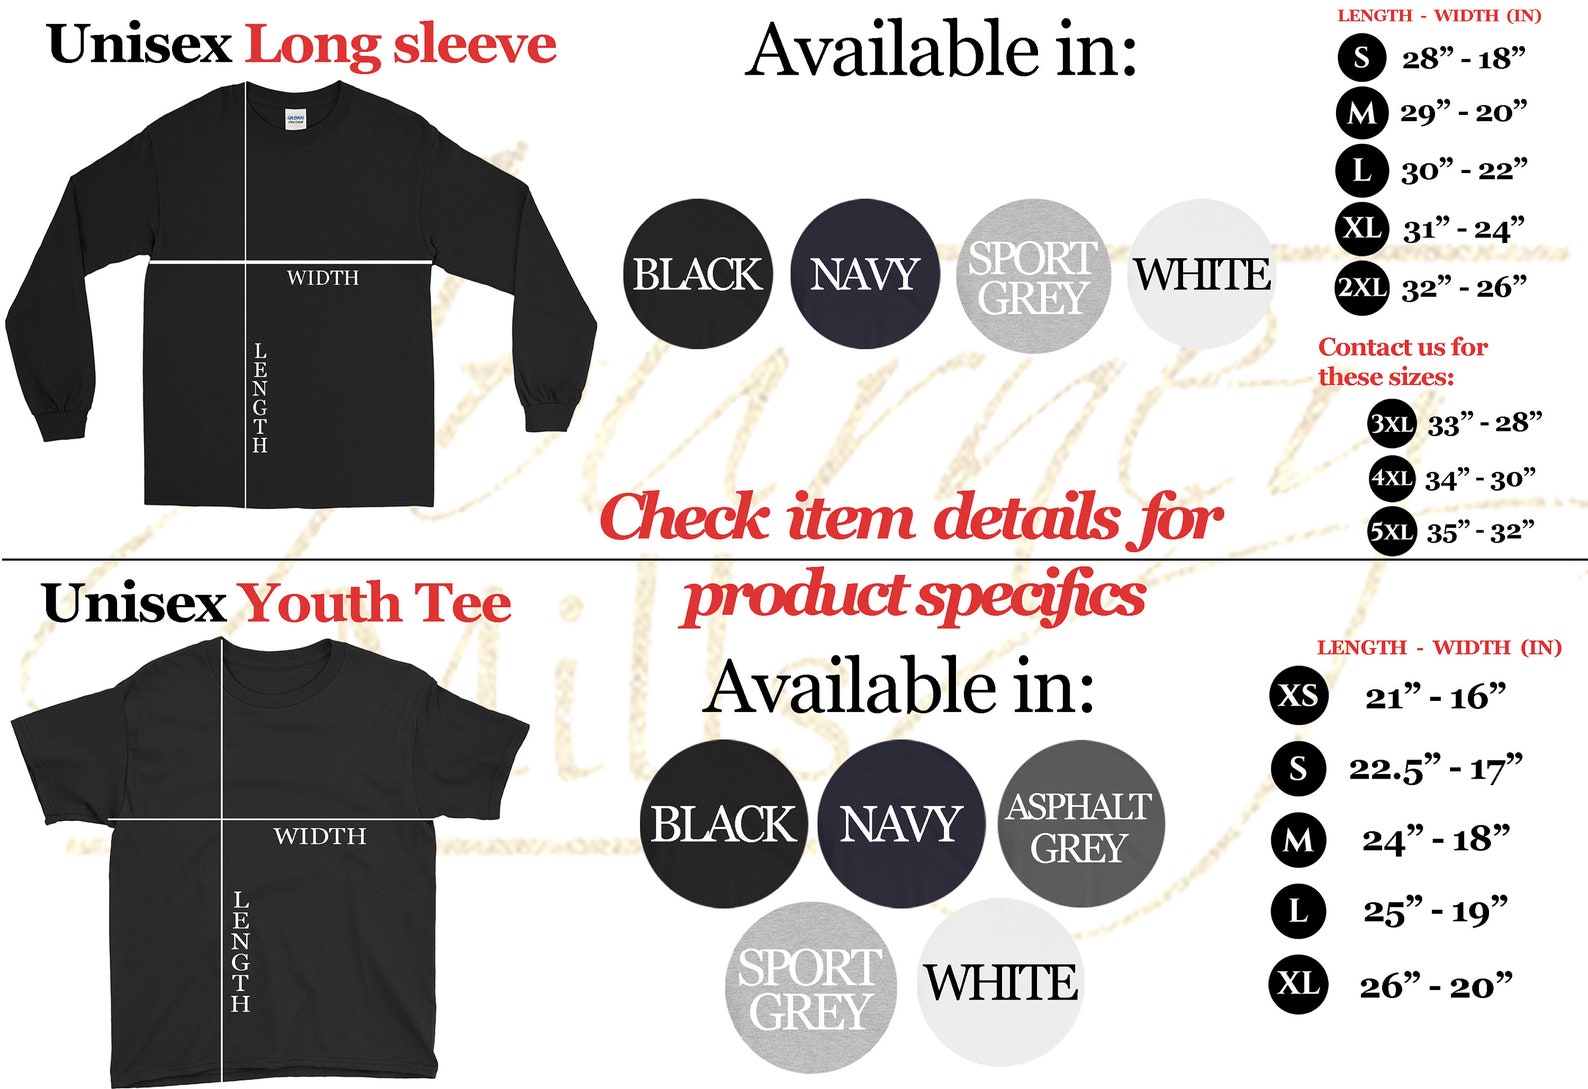 Unisex Long sleeve
GILDAN
WIDTH
LENGTH
Available in:
BLACK
NAVY
SPORT
GREY
WHITE
LENGTH - WIDTH (IN)
S 28” - 18”
M 29” - 20”
L 30” - 22”
XL 31” - 24”
2XL 32” - 26”
Contact us for
these sizes:
3XL 33” - 28”
4XL 34” - 30”
5XL 35” - 32”
Check item details for
product specifics
Unisex Youth Tee
WIDTH
LENGTH
Available in:
BLACK
NAVY
ASPHALT
GREY
SPORT
GREY
WHITE
LENGTH - WIDTH (IN)
XS 21” - 16”
S 22.5” - 17”
M 24” - 18”
L 25” - 19”
XL 26” - 20”